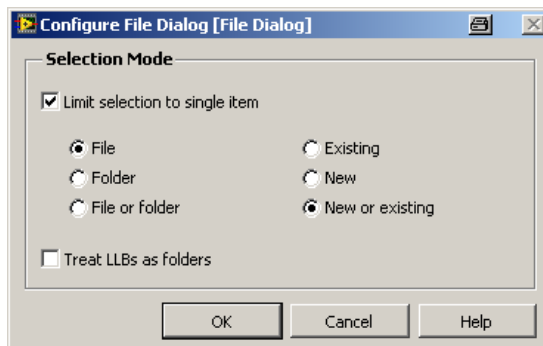 Configure File Dialog [File Dialog]
Selection Mode
Limit selection to single item
File
Existing
Folder
New
File or folder
New or existing
Treat LLBs as folders
OK
Cancel
Help